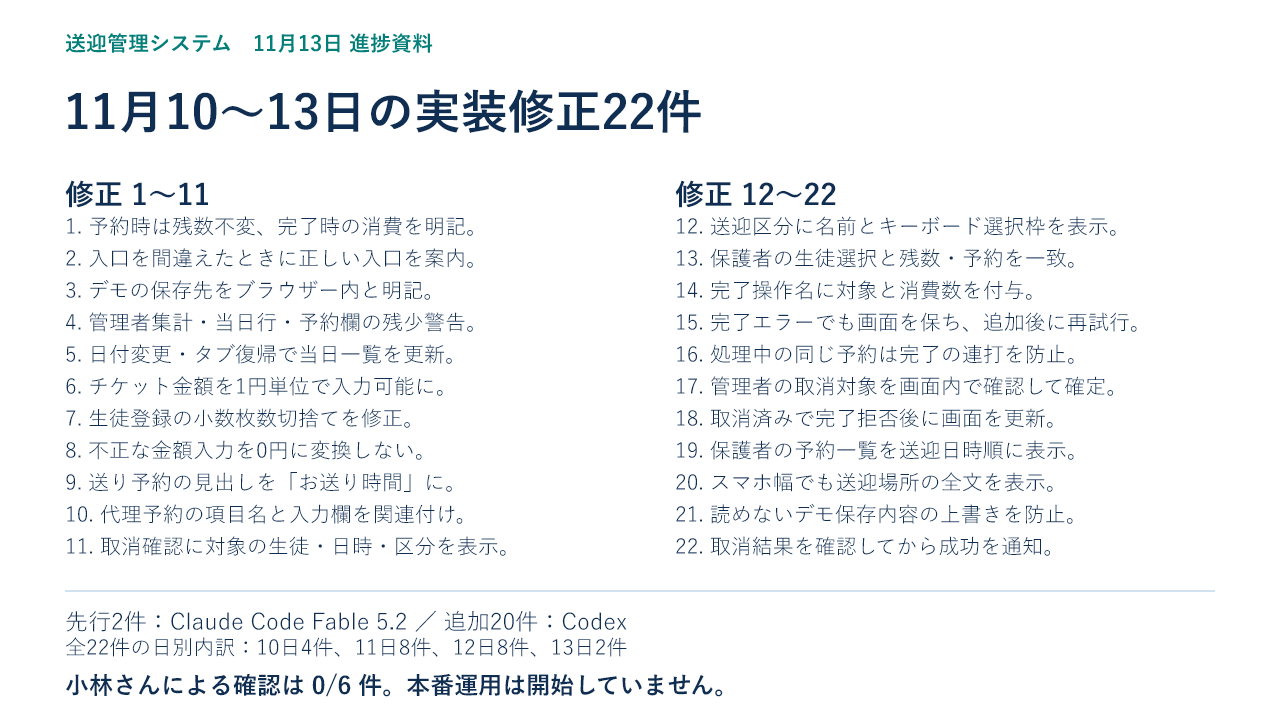 送迎管理システム　11月13日 進捗資料
11月10～13日の実装修正22件
修正 1～11
1. 予約時は残数不変、完了時の消費を明記。
2. 入口を間違えたときに正しい入口を案内。
3. デモの保存先をブラウザー内と明記。
4. 管理者集計・当日行・予約欄の残少警告。
5. 日付変更・タブ復帰で当日一覧を更新。
6. チケット金額を1円単位で入力可能に。
7. 生徒登録の小数枚数切捨てを修正。
8. 不正な金額入力を0円に変換しない。
9. 送り予約の見出しを「お送り時間」に。
10. 代理予約の項目名と入力欄を関連付け。
11. 取消確認に対象の生徒・日時・区分を表示。
修正 12～22
12. 送迎区分に名前とキーボード選択枠を表示。
13. 保護者の生徒選択と残数・予約を一致。
14. 完了操作名に対象と消費数を付与。
15. 完了エラーでも画面を保ち、追加後に再試行。
16. 処理中の同じ予約は完了の連打を防止。
17. 管理者の取消対象を画面内で確認して確定。
18. 取消済みで完了拒否後に画面を更新。
19. 保護者の予約一覧を送迎日時順に表示。
20. スマホ幅でも送迎場所の全文を表示。
21. 読めないデモ保存内容の上書きを防止。
22. 取消結果を確認してから成功を通知。
先行2件：Claude Code Fable 5.2 ／ 追加20件：Codex
全22件の日別内訳：10日4件、11日8件、12日8件、13日2件
小林さんによる確認は 0/6 件。本番運用は開始していません。